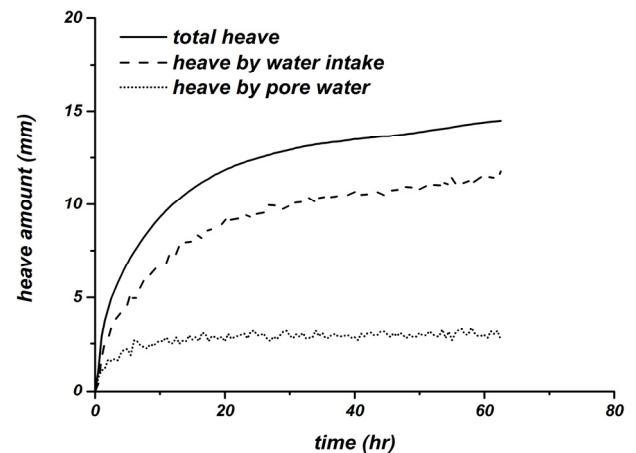 20
15
10
5
0
heave amount (mm)
total heave
heave by water intake
heave by pore water
0 20 40 60 80
time (hr)